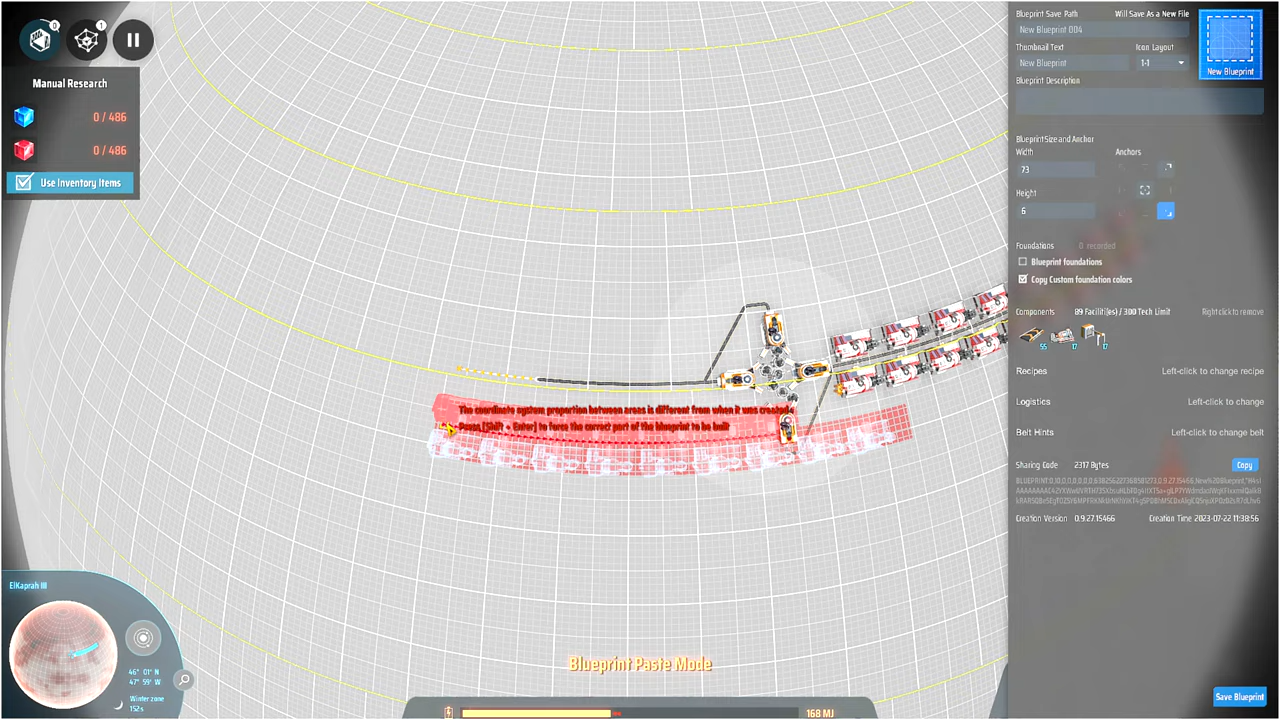 0
1
Manual Research
0 / 486
0 / 486
Use Inventory Items
Blueprint Save Path
Will Save As a New File
New Blueprint 004
Thumbnail Text
Icon Layout
New Blueprint
1-1
New Blueprint
Blueprint Description
Blueprint Size and Anchor
Width
Anchors
73
Height
6
Foundations
0 recorded
Blueprint foundations
Copy Custom foundation colors
Components
89 Facilit(ies) / 300 Tech Limit
Right click to remove
55
17
17
Recipes
Left-click to change recipe
Logistics
Left-click to change
Belt Hints
Left-click to change belt
Sharing Code
2317 Bytes
Copy
Creation Version
0.9.27.15466
Creation Time
2023-07-22 11:38:56
The coordinate system proportion between areas is different from when it was created.
Press [Shift + Enter] to force the correct part of the blueprint to be built
ElKaprah III
46° 01' N
47° 59' W
Winter zone
152s
Blueprint Paste Mode
168 MJ
Save Blueprint